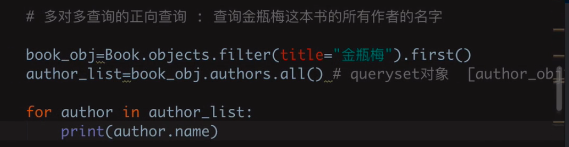 # 多对多查询的正向查询 : 查询金瓶梅这本书的所有作者的名字
book_obj=Book.objects.filter(title="金瓶梅").first()
author_list=book_obj.authors.all() # queryset对象  [author_obj
for author in author_list:
    print(author.name)